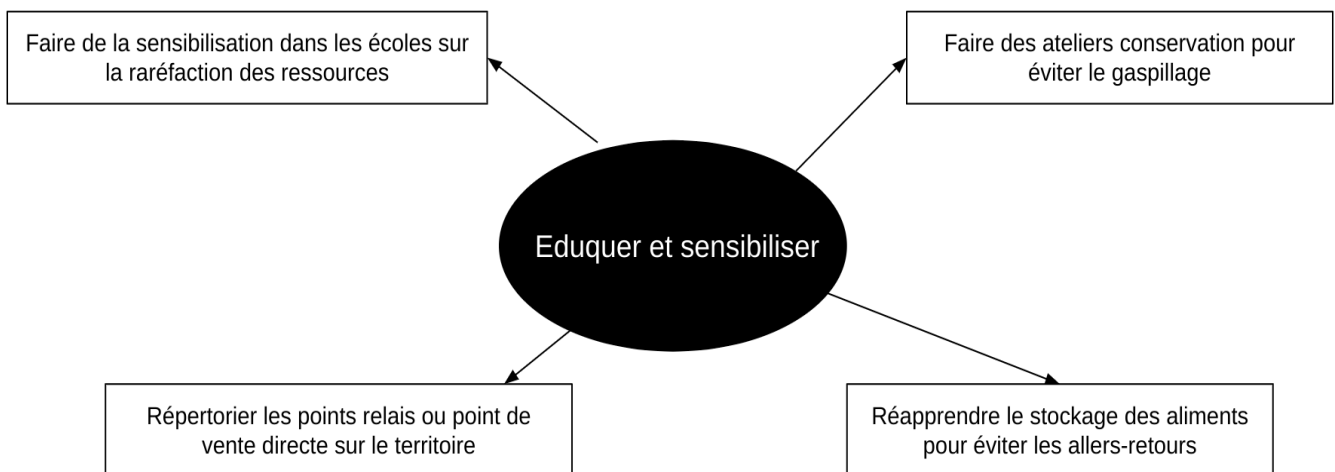 Faire de la sensibilisation dans les écoles sur
la raréfaction des ressources
Faire des ateliers conservation pour
éviter le gaspillage
Eduquer et sensibiliser
Répertorier les points relais ou point de
vente directe sur le territoire
Réapprendre le stockage des aliments
pour éviter les allers-retours